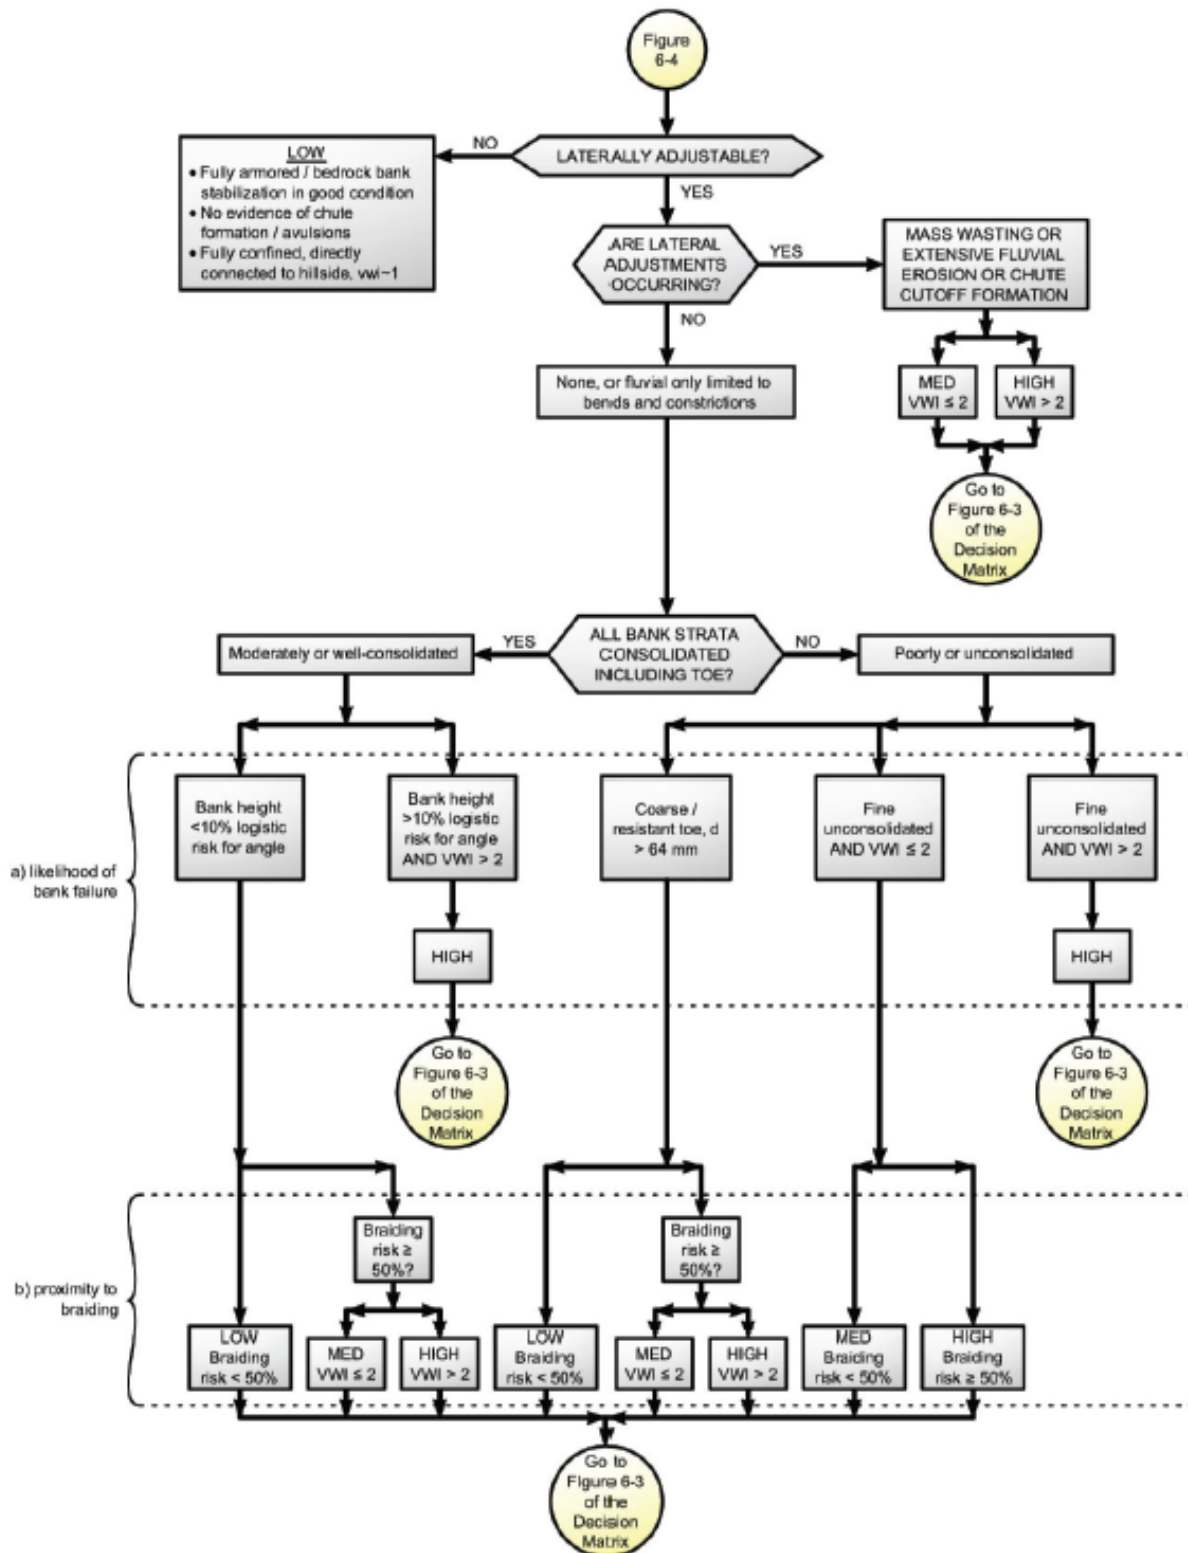 Figure
6-4
LATERALLY ADJUSTABLE?
NO
LOW
• Fully armored / bedrock bank
stabilization in good condition
• No evidence of chute
formation / avulsions
• Fully confined, directly
connected to hillside, vwi~1
YES
ARE LATERAL
ADJUSTMENTS
OCCURRING?
YES
MASS WASTING OR
EXTENSIVE FLUVIAL
EROSION OR CHUTE
CUTOFF FORMATION
NO
MED
VWI ≤ 2
HIGH
VWI > 2
None, or fluvial only limited to
bends and constrictions
Go to
Figure 6-3
of the
Decision
Matrix
ALL BANK STRATA
CONSOLIDATED
INCLUDING TOE?
YES
Moderately or well-consolidated
NO
Poorly or unconsolidated
a) likelihood of
bank failure
Bank height
<10% logistic
risk for angle
Bank height
>10% logistic
risk for angle
AND VWI > 2
Coarse /
resistant toe, d
> 64 mm
Fine
unconsolidated
AND VWI ≤ 2
Fine
unconsolidated
AND VWI > 2
HIGH
HIGH
Go to
Figure 6-3
of the
Decision
Matrix
Go to
Figure 6-3
of the
Decision
Matrix
b) proximity to
braiding
Braiding
risk ≥
50%?
Braiding
risk ≥
50%?
LOW
Braiding
risk < 50%
MED
VWI ≤ 2
HIGH
VWI > 2
LOW
Braiding
risk < 50%
MED
VWI ≤ 2
HIGH
VWI > 2
MED
Braiding
risk < 50%
HIGH
Braiding
risk ≥ 50%
Go to
Figure 6-3
of the
Decision
Matrix